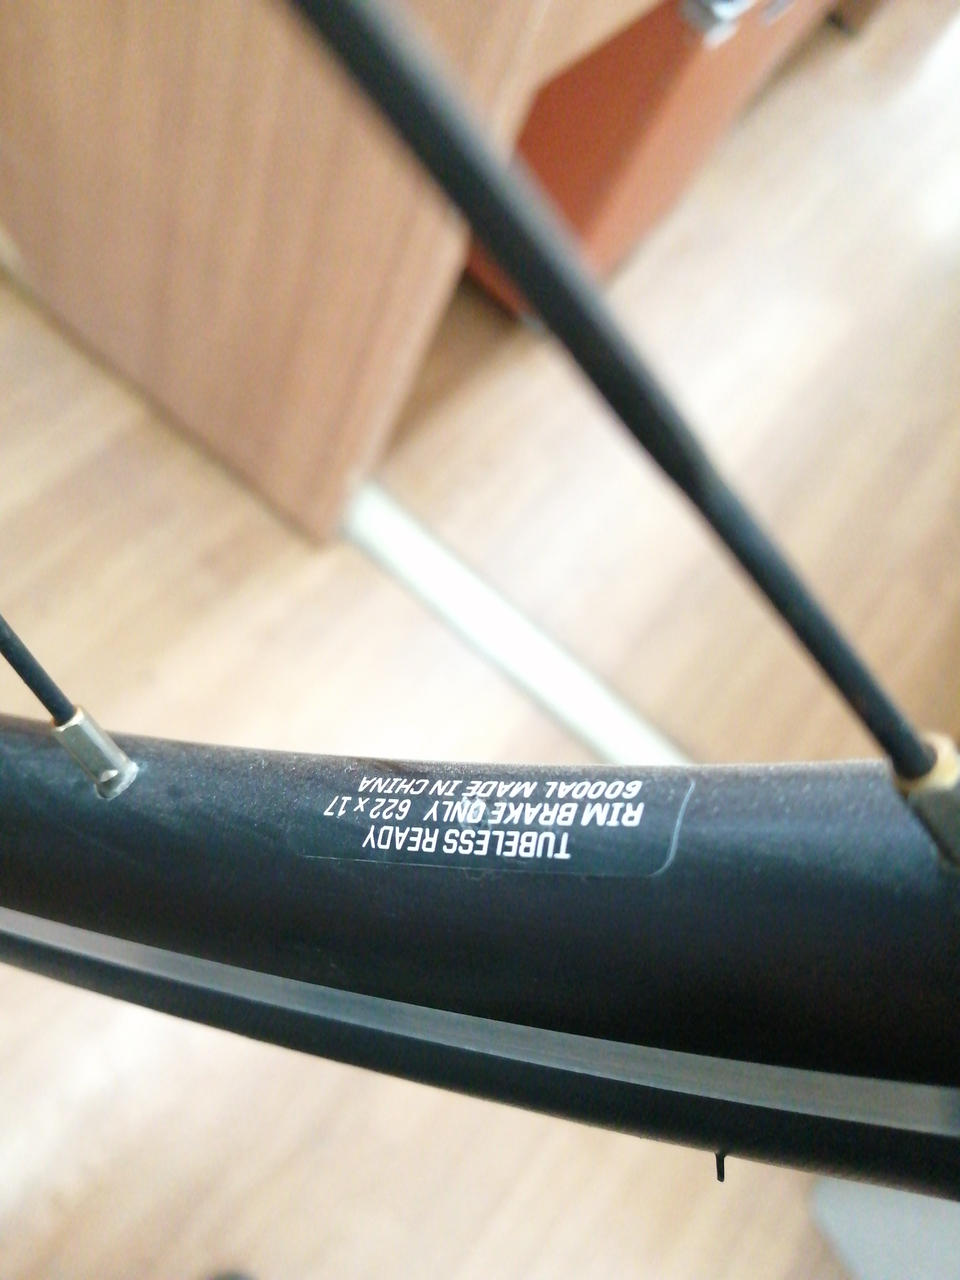 TUBELESS READY
RIM BRAKE ONLY 622 x 17
6000AL MADE IN CHINA